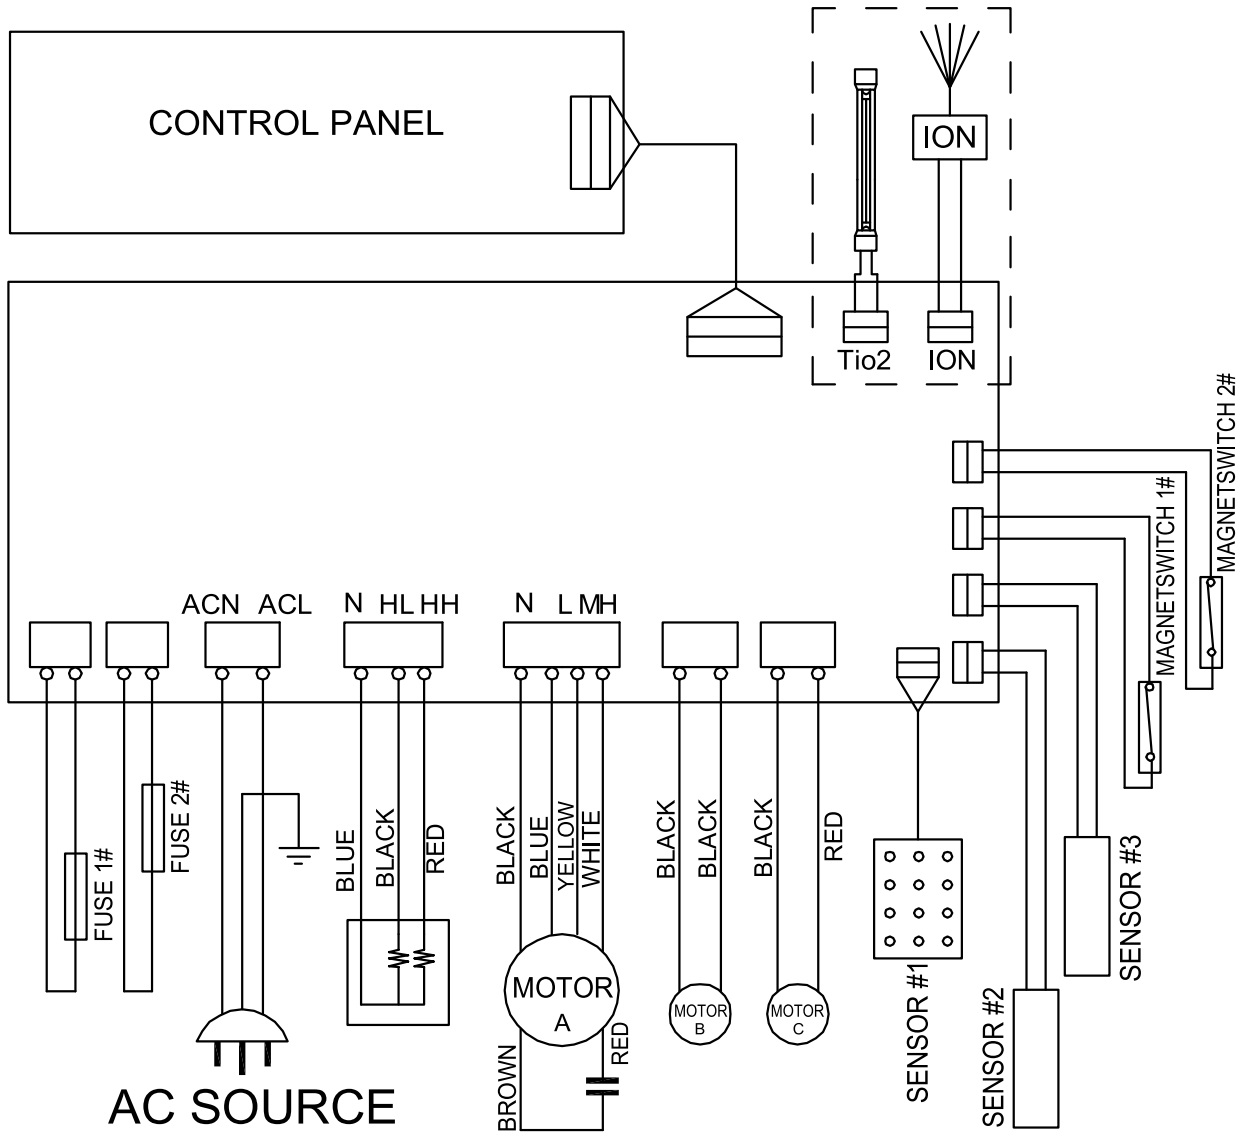 CONTROL PANEL
ION
Tio2
ION
MAGNETSWITCH 2#
MAGNETSWITCH 1#
ACN ACL
N HL HH
N L M H
FUSE 1#
FUSE 2#
BLUE
BLACK
RED
BLACK
BLUE
YELLOW
WHITE
BLACK
BLACK
BLACK
RED
MOTOR
A
MOTOR
B
MOTOR
C
BROWN
RED
SENSOR #1
SENSOR #2
SENSOR #3
AC SOURCE